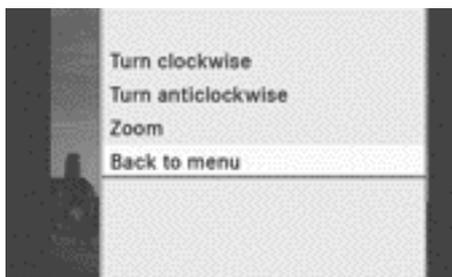 Turn clockwise
Turn anticlockwise
Zoom
Back to menu